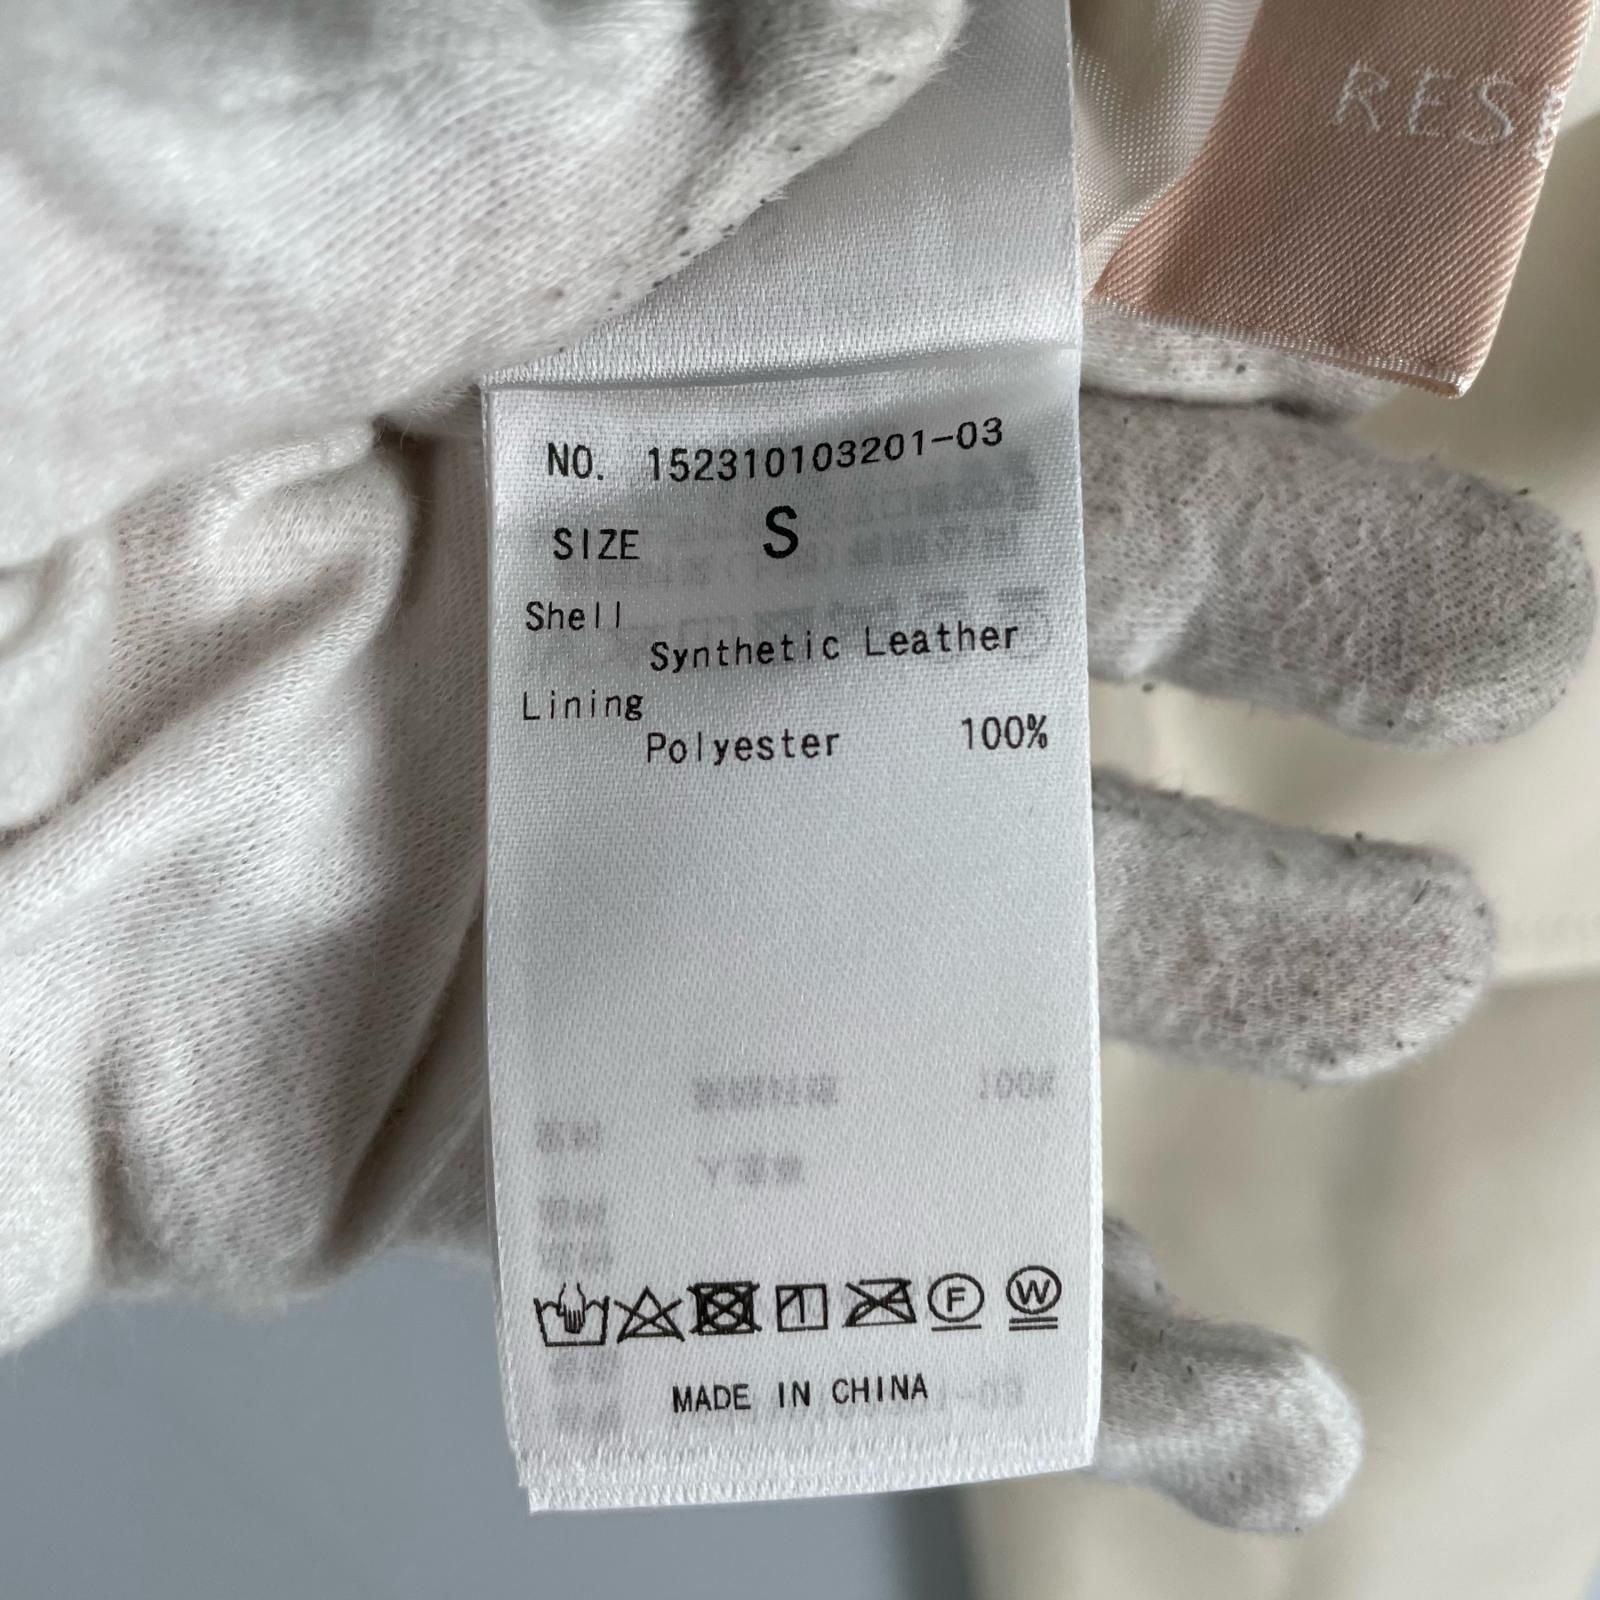 RES
NO. 152310103201-03
SIZE S
Shell
Synthetic Leather
Lining
Polyester 100%
F W
MADE IN CHINA